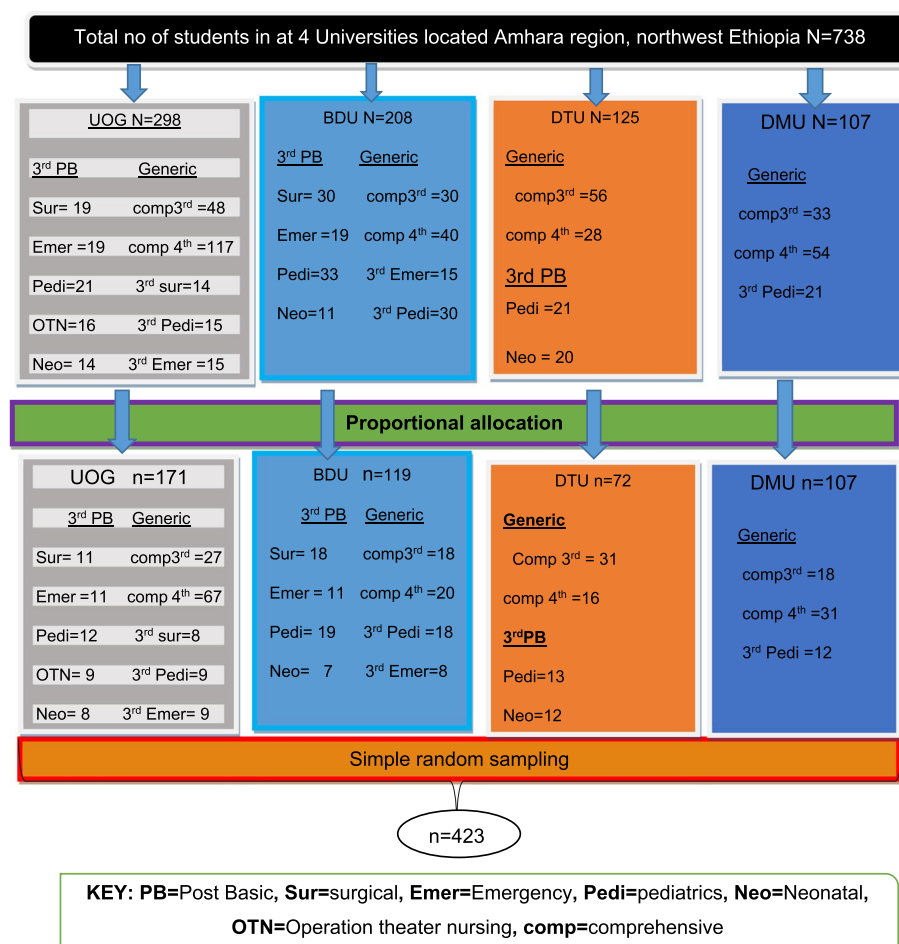 Total no of students in at 4 Universities located Amhara region, northwest Ethiopia N=738
UOG N=298
3rd PB Generic
Sur= 19 comp3rd =48
Emer =19 comp 4th =117
Pedi=21 3rd sur=14
OTN=16 3rd Pedi=15
Neo= 14 3rd Emer =15
BDU N=208
3rd PB Generic
Sur= 30 comp3rd =30
Emer =19 comp 4th =40
Pedi=33 3rd Emer=15
Neo=11 3rd Pedi=30
DTU N=125
Generic
comp3rd =56
comp 4th =28
3rd PB
Pedi =21
Neo = 20
DMU N=107
Generic
comp3rd =33
comp 4th =54
3rd Pedi=21
Proportional allocation
UOG n=171
3rd PB Generic
Sur= 11 comp3rd =27
Emer =11 comp 4th =67
Pedi=12 3rd sur=8
OTN= 9 3rd Pedi=9
Neo= 8 3rd Emer= 9
BDU n=119
3rd PB Generic
Sur= 18 comp3rd =18
Emer = 11 comp 4th =20
Pedi= 19 3rd Pedi =18
Neo= 7 3rd Emer=8
DTU n=72
Generic
Comp 3rd = 31
comp 4th =16
3rdPB
Pedi=13
Neo=12
DMU n=107
Generic
comp3rd =18
comp 4th =31
3rd Pedi =12
Simple random sampling
n=423
KEY: PB=Post Basic, Sur=surgical, Emer=Emergency, Pedi=pediatrics, Neo=Neonatal,
OTN=Operation theater nursing, comp=comprehensive